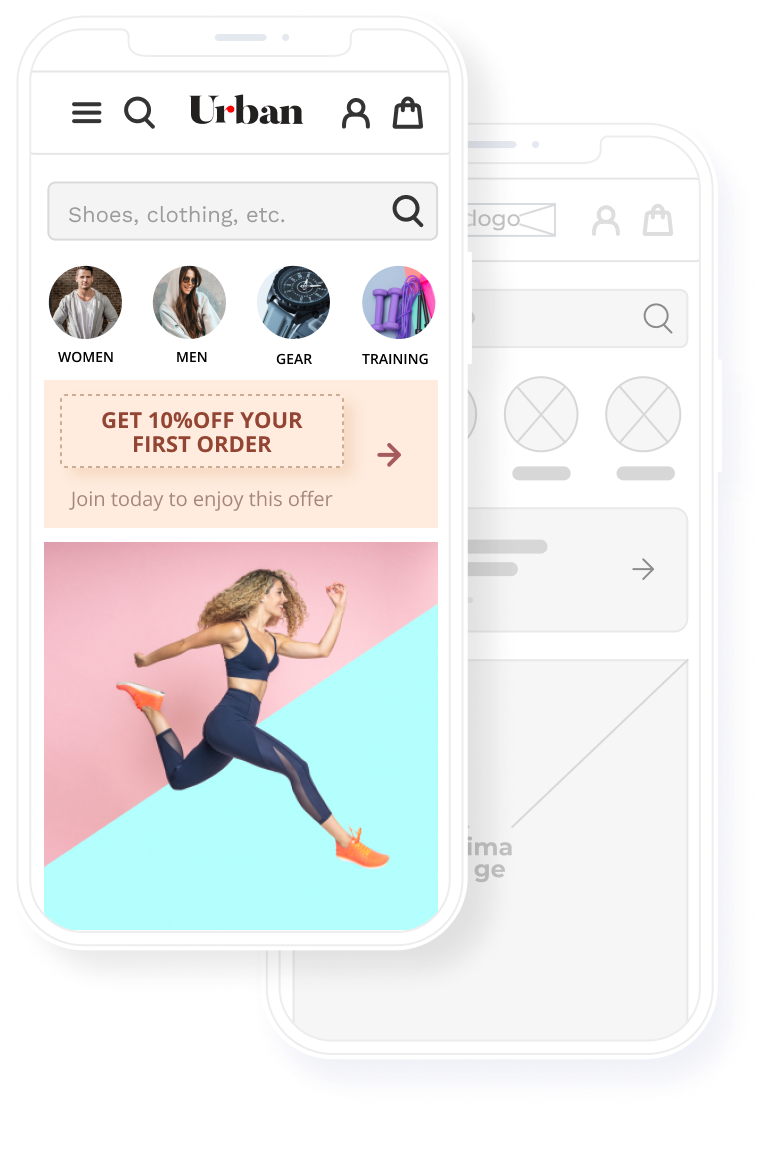 Urban
Shoes, clothing, etc.
WOMEN
MEN
GEAR
TRAINING
GET 10%OFF YOUR
FIRST ORDER
Join today to enjoy this offer
ima
ge